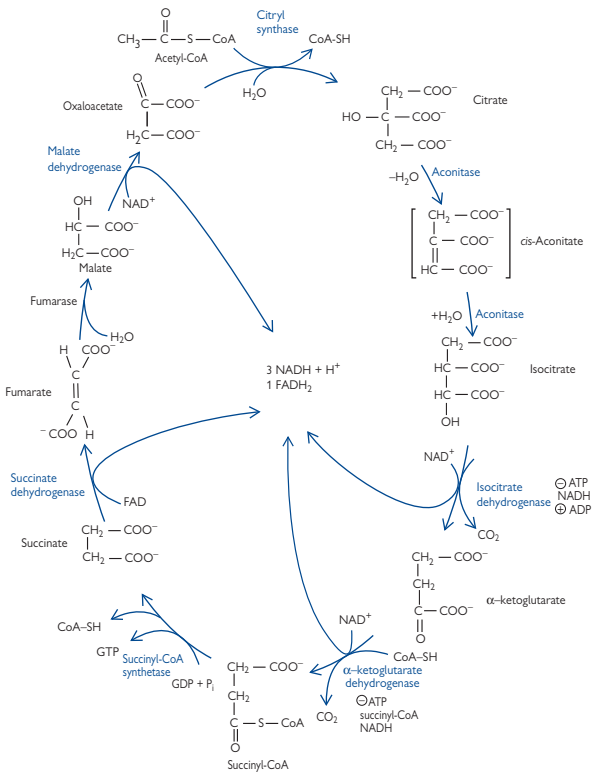 O
CH₃ — C — S — CoA
Acetyl-CoA
Citryl
synthase
CoA-SH
H₂O
Oxaloacetate
O
C — COO⁻
H₂C — COO⁻
CH₂ — COO⁻
HO — C — COO⁻
CH₂ — COO⁻
Citrate
–H₂O
Aconitase
CH₂ — COO⁻
C — COO⁻
HC — COO⁻
cis-Aconitate
+H₂O
Aconitase
CH₂ — COO⁻
HC — COO⁻
HC — COO⁻
OH
Isocitrate
NAD⁺
Isocitrate
dehydrogenase
⊖ ATP
NADH
⊕ ADP
CO₂
CH₂ — COO⁻
CH₂
C — COO⁻
O
α–ketoglutarate
NAD⁺
CoA–SH
α–ketoglutarate
dehydrogenase
⊖ ATP
succinyl-CoA
NADH
CO₂
CH₂ — COO⁻
CH₂
C — S — CoA
O
Succinyl-CoA
GDP + Pᵢ
Succinyl-CoA
synthetase
GTP
CoA–SH
Succinate
CH₂ — COO⁻
CH₂ — COO⁻
FAD
Succinate
dehydrogenase
Fumarate
H COO⁻
C
C
⁻COO H
H₂O
Fumarase
OH
HC — COO⁻
H₂C — COO⁻
Malate
NAD⁺
Malate
dehydrogenase
3 NADH + H⁺
1 FADH₂